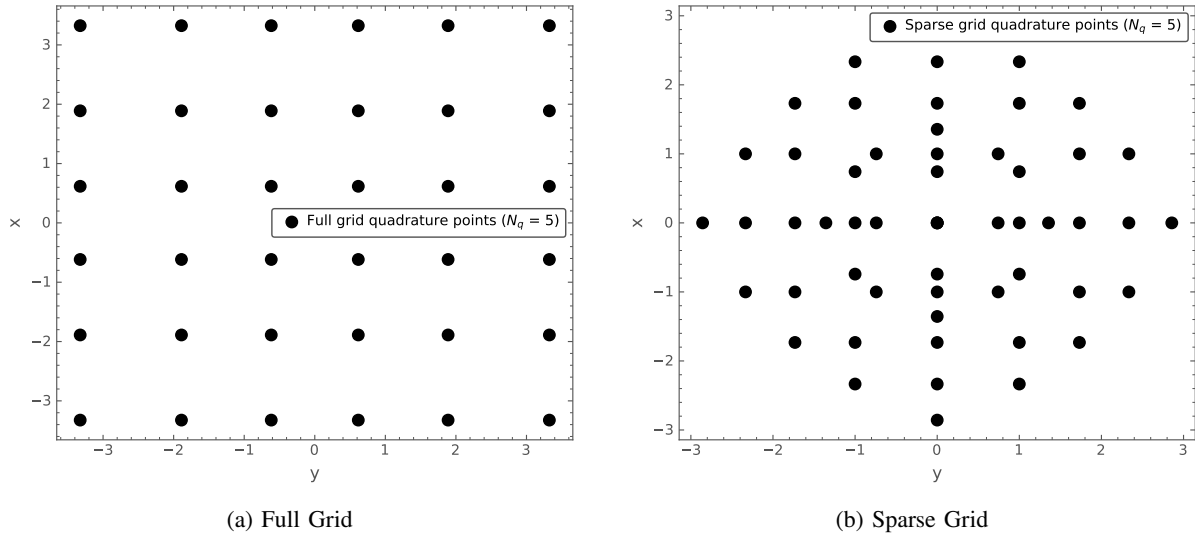 3
2
1
0
−1
−2
−3
x
Full grid quadrature points (N_q = 5)
−3 −2 −1 0 1 2 3
y
(a) Full Grid
3
2
1
0
−1
−2
−3
x
Sparse grid quadrature points (N_q = 5)
−3 −2 −1 0 1 2 3
y
(b) Sparse Grid